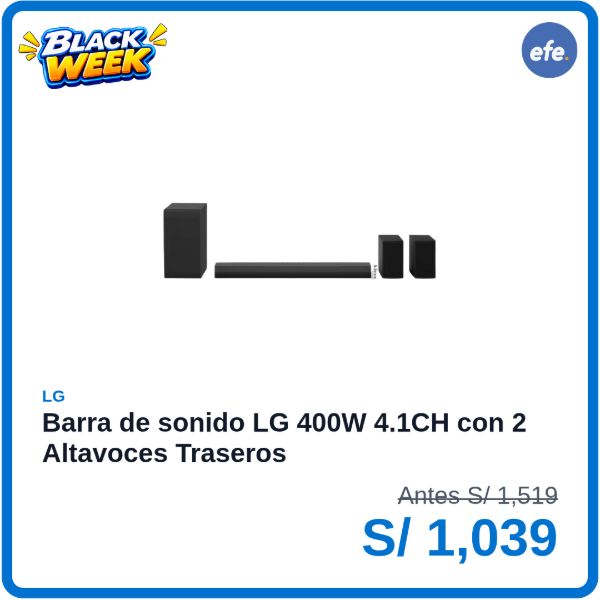 BLACK
WEEK
efe.
LG
Barra de sonido LG 400W 4.1CH con 2
Altavoces Traseros
Antes S/ 1,519
S/ 1,039